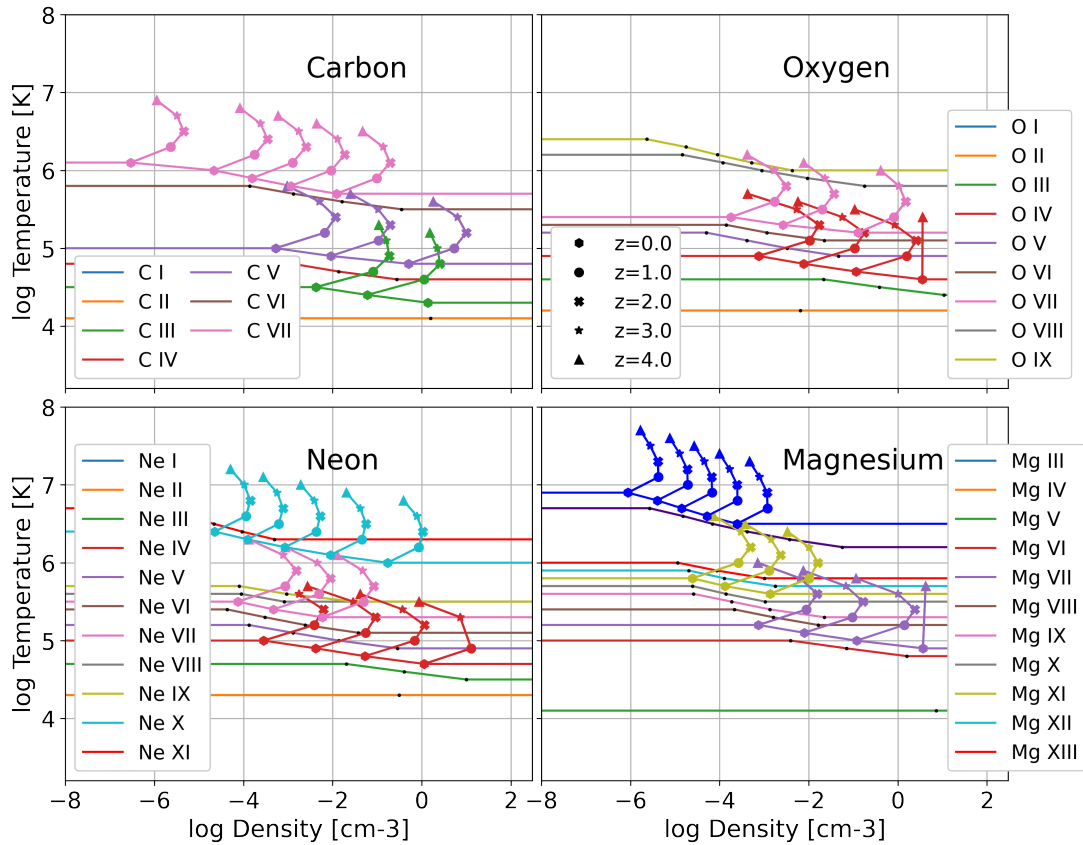 8
7
6
5
4
log Temperature [K]
Carbon
C I
C II
C III
C IV
C V
C VI
C VII
Oxygen
z=0.0
z=1.0
z=2.0
z=3.0
z=4.0
O I
O II
O III
O IV
O V
O VI
O VII
O VIII
O IX
8
7
6
5
4
log Temperature [K]
Neon
Ne I
Ne II
Ne III
Ne IV
Ne V
Ne VI
Ne VII
Ne VIII
Ne IX
Ne X
Ne XI
−8 −6 −4 −2 0 2
log Density [cm-3]
Magnesium
Mg III
Mg IV
Mg V
Mg VI
Mg VII
Mg VIII
Mg IX
Mg X
Mg XI
Mg XII
Mg XIII
−8 −6 −4 −2 0 2
log Density [cm-3]